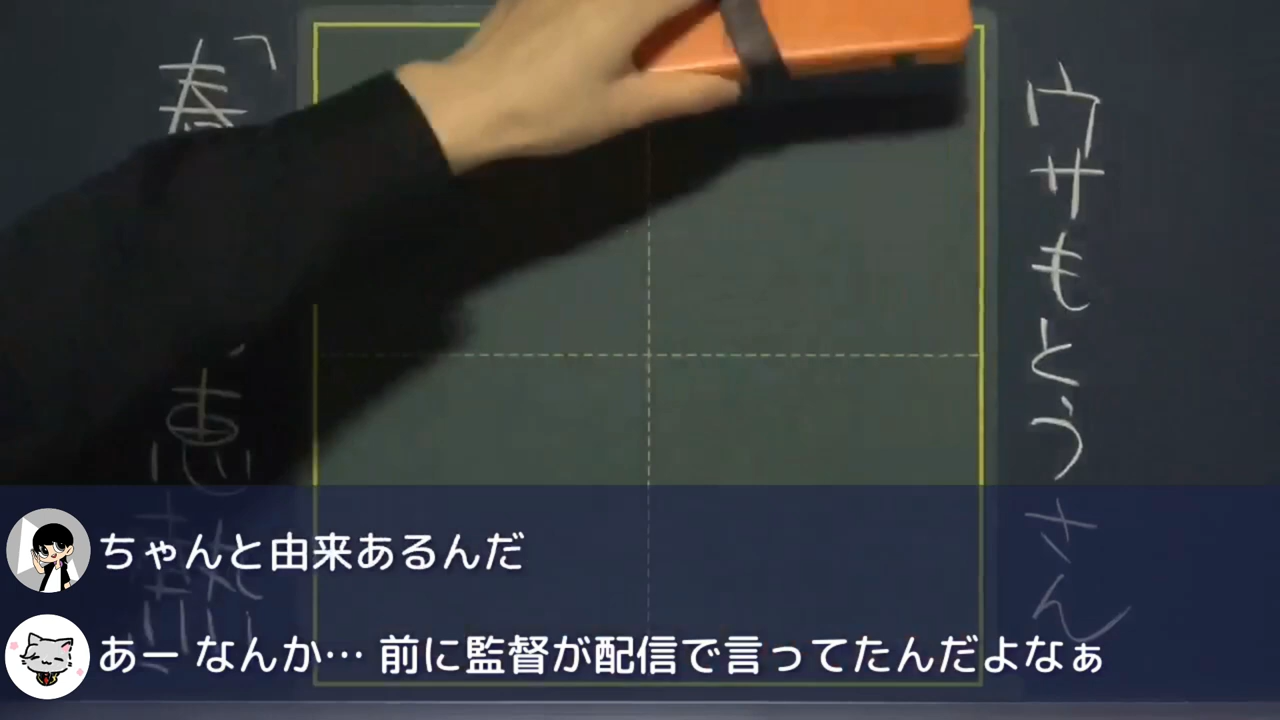 ウサもとうさん
「春
恵
ちゃんと由来あるんだ
あー なんか… 前に監督が配信で言ってたんだよなぁ